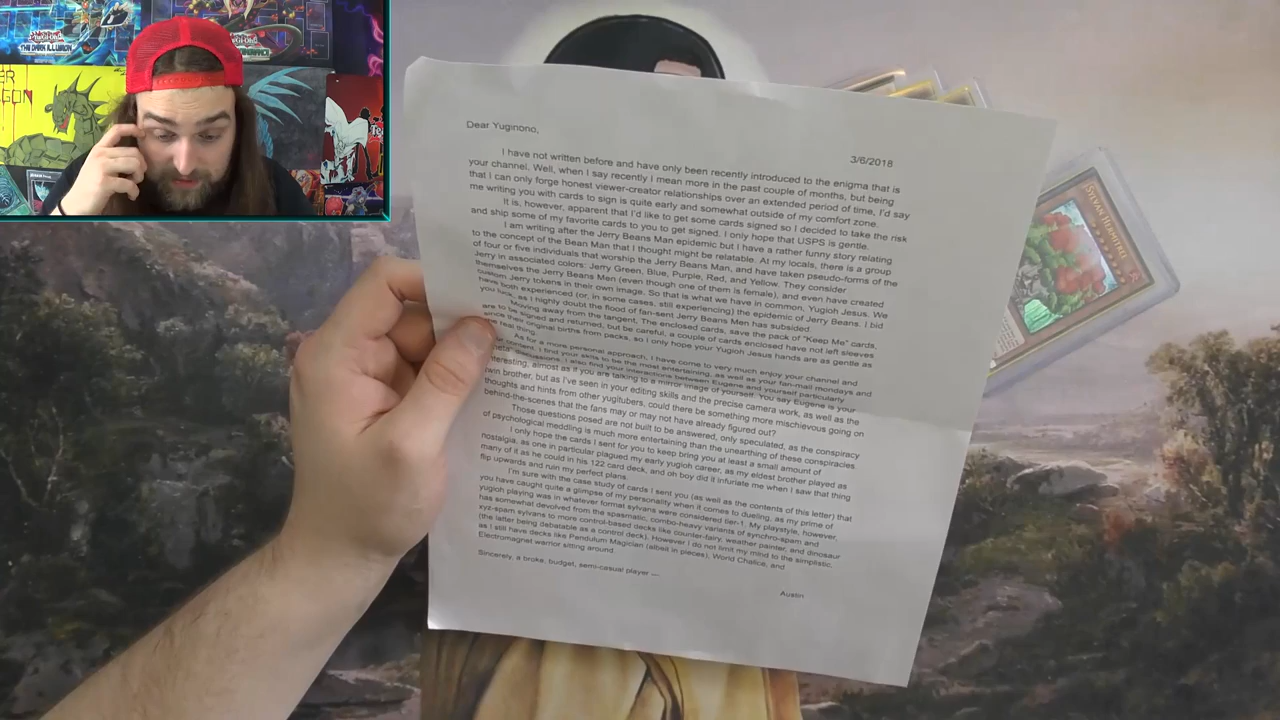 THE DARK ILLUSION
Dear Yuginono,
3/6/2018
I have not written before and have only been recently introduced to the enigma that is
your channel. Well, when I say recently I mean more in the past couple of months, but being
that I can only forge honest viewer-creator relationships over an extended period of time, I'd say
me writing you with cards to sign is quite early and somewhat outside of my comfort zone.
It is, however, apparent that I'd like to get some cards signed so I decided to take the risk
and ship some of my favorite cards to you to get signed. I only hope that USPS is gentle.
I am writing after the Jerry Beans Man epidemic but I have a rather funny story relating
to the concept of the Bean Man that I thought might be relatable. At my locals, there is a group
of four or five individuals that worship the Jerry Beans Man, and have taken pseudo-forms of the
Jerry in associated colors: Jerry Green, Blue, Purple, Red, and Yellow. They consider
themselves the Jerry Beans Men (even though one of them is female), and even have created
custom Jerry tokens in their own image. So that is what we have in common, Yugioh Jesus. We
have both experienced (or, in some cases, still experiencing) the epidemic of Jerry Beans. I bid
you luck, as I highly doubt the flood of fan-sent Jerry Beans Men has subsided.
Moving away from the tangent, The enclosed cards, save the pack of "Keep Me" cards,
are to be signed and returned, but be careful, a couple of cards enclosed have not left sleeves
since their original births from packs, so I only hope your Yugioh Jesus hands are as gentle as
real thing.
As for a more personal approach, I have come to very much enjoy your channel and
content. I find your skits to be the most entertaining, as well as your fan-mail mondays and
discussions. I also find your interactions between Eugene and yourself particularly
interesting, almost as if you are talking to a mirror image of yourself. You say Eugene is your
twin brother, but as I've seen in your editing skills and the precise camera work, as well as the
thoughts and hints from other yugitubers, could there be something more mischievous going on
behind-the-scenes that the fans may or may not have already figured out?
Those questions posed are not built to be answered, only speculated, as the conspiracy
of psychological meddling is much more entertaining than the unearthing of these conspiracies.
I only hope the cards I sent for you to keep bring you at least a small amount of
nostalgia, as one in particular plagued my early yugioh career, as my eldest brother played as
many of it as he could in his 122 card deck, and oh boy did it infuriate me when I saw that thing
flip upwards and ruin my perfect plans.
I'm sure with the case study of cards I sent you (as well as the contents of this letter) that
you have caught quite a glimpse of my personality when it comes to dueling, as my prime of
yugioh playing was in whatever format sylvans were considered tier-1. My playstyle, however,
has somewhat devolved from the spasmatic, combo-heavy variants of synchro-spam and
xyz-spam sylvans to more control-based decks like counter-fairy, weather painter, and dinosaur
(the latter being debatable as a control deck). However I do not limit my mind to the simplistic,
as I still have decks like Pendulum Magician (albeit in pieces), World Chalice, and
Electromagnet warrior sitting around.
Sincerely, a broke, budget, semi-casual player
Austin
SYLVAN HERMITREE